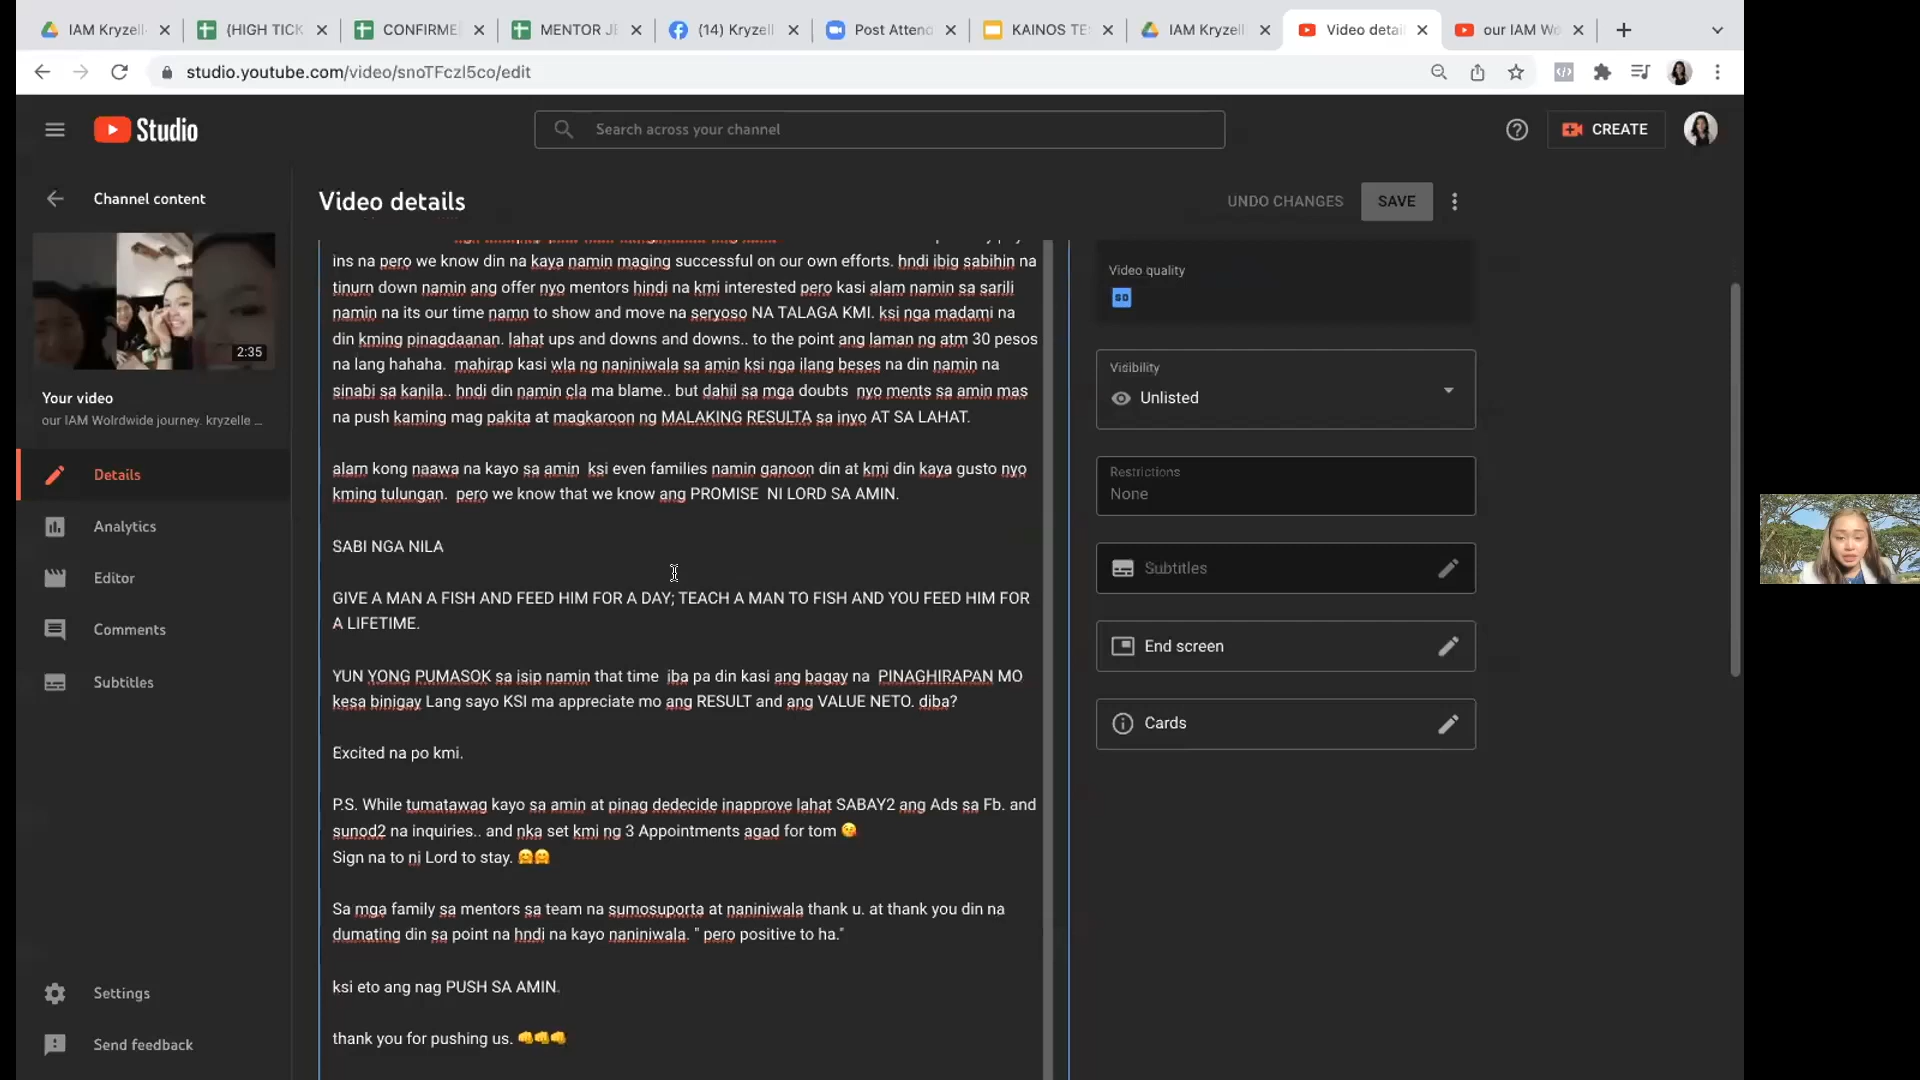 IAM Kryzell
{HIGH TICK
CONFIRME
MENTOR JE
(14) Kryzell
Post Attend
KAINOS TE
IAM Kryzell
Video detai
our IAM Wo
studio.youtube.com/video/snoTFczl5co/edit
Studio
Search across your channel
CREATE
Channel content
Video details
UNDO CHANGES
SAVE
2:35
Your video
our IAM Wolrdwide journey. kryzelle ...
Details
Analytics
Editor
Comments
Subtitles
Settings
Send feedback
ins na pero we know din na kaya namin maging successful on our own efforts. hndi ibig sabihin na
tinurn down namin ang offer nyo mentors hindi na kmi interested pero kasi alam namin sa sarili
namin na its our time namn to show and move na seryoso NA TALAGA KMI. ksi nga madami na
din kming pinagdaanan. lahat ups and downs and downs.. to the point ang laman ng atm 30 pesos
na lang hahaha.  mahirap kasi wla ng naniniwala sa amin ksi nga ilang beses na din namin na
sinabi sa kanila.. hndi din namin cla ma blame.. but dahil sa mga doubts  nyo ments sa amin mas
na push kaming mag pakita at magkaroon ng MALAKING RESULTA sa inyo AT SA LAHAT.
alam kong naawa na kayo sa amin  ksi even families namin ganoon din at kmi din kaya gusto nyo
kming tulungan.  pero we know that we know ang PROMISE  NI LORD SA AMIN.
SABI NGA NILA
GIVE A MAN A FISH AND FEED HIM FOR A DAY; TEACH A MAN TO FISH AND YOU FEED HIM FOR
A LIFETIME.
YUN YONG PUMASOK sa isip namin that time  iba pa din kasi ang bagay na  PINAGHIRAPAN MO
kesa binigay Lang sayo KSI ma appreciate mo ang RESULT and ang VALUE NETO. diba?
Excited na po kmi.
P.S. While tumatawag kayo sa amin at pinag dedecide inapprove lahat SABAY2 ang Ads sa Fb. and
sunod2 na inquiries.. and nka set kmi ng 3 Appointments agad for tom 😘
Sign na to ni Lord to stay. 🤗🤗
Sa mga family sa mentors sa team na sumosuporta at naniniwala thank u. at thank you din na
dumating din sa point na hndi na kayo naniniwala. " pero positive to ha."
ksi eto ang nag PUSH SA AMIN.
thank you for pushing us. 👊👊👊
Video quality
SD
Visibility
Unlisted
Restrictions
None
Subtitles
End screen
Cards